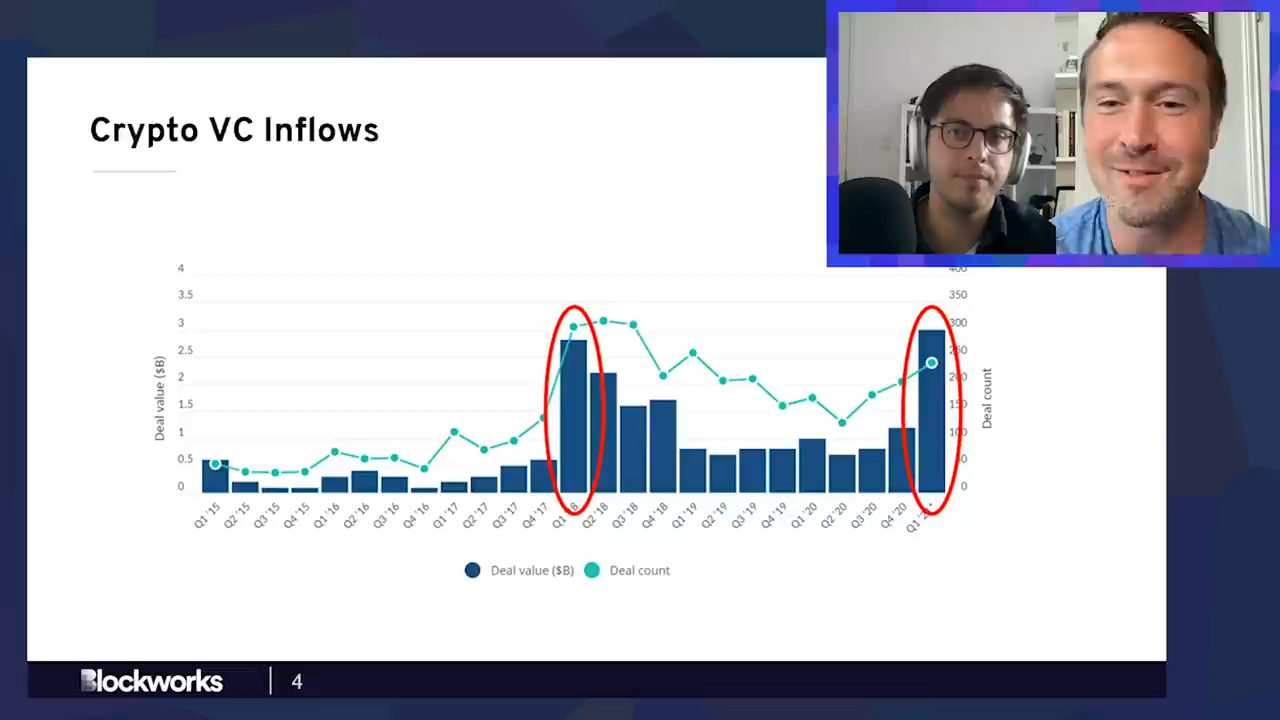 Crypto VC Inflows
4
3.5
3
2.5
2
1.5
1
0.5
0
Deal value ($B)
400
350
300
250
200
150
100
0
0
Deal count
Q1 '15
Q2 '15
Q3 '15
Q4 '15
Q1 '16
Q2 '16
Q3 '16
Q4 '16
Q1 '17
Q2 '17
Q3 '17
Q4 '17
Q2 '18
Q3 '18
Q4 '18
Q1 '19
Q2 '19
Q3 '19
Q4 '19
Q1 '20
Q2 '20
Q3 '20
Q4 '20
Deal value ($B)
Deal count
Blockworks
4